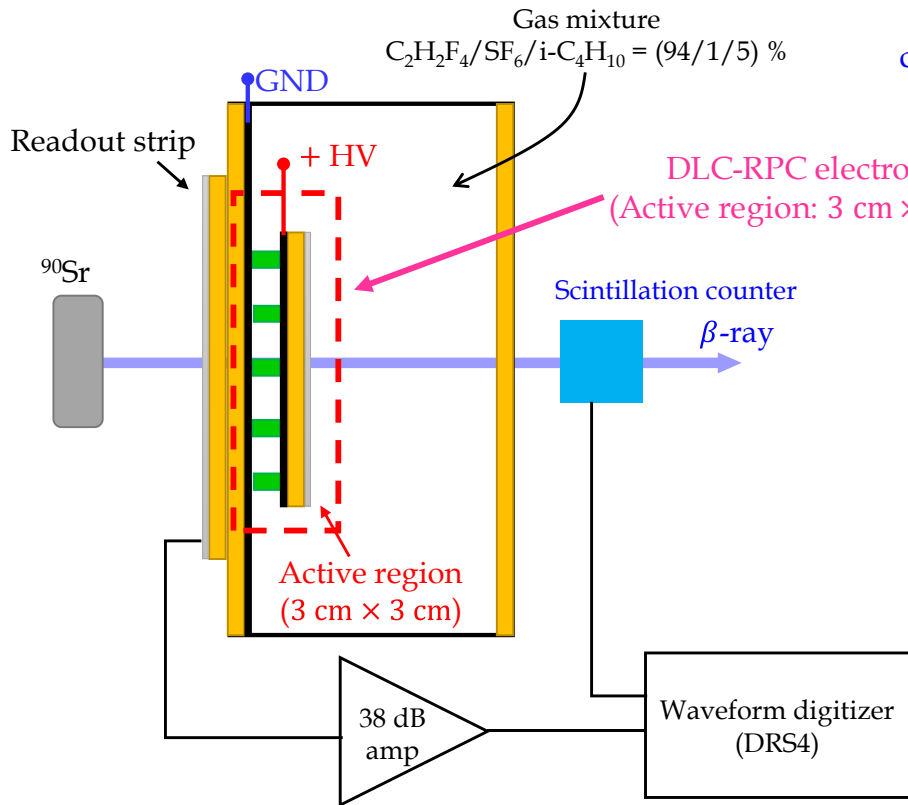 Gas mixture
C₂H₂F₄/SF₆/i-C₄H₁₀ = (94/1/5) %
GND
Readout strip
+ HV
DLC-RPC electro
(Active region: 3 cm ×
⁹⁰Sr
Scintillation counter
β-ray
Active region
(3 cm × 3 cm)
38 dB
amp
Waveform digitizer
(DRS4)